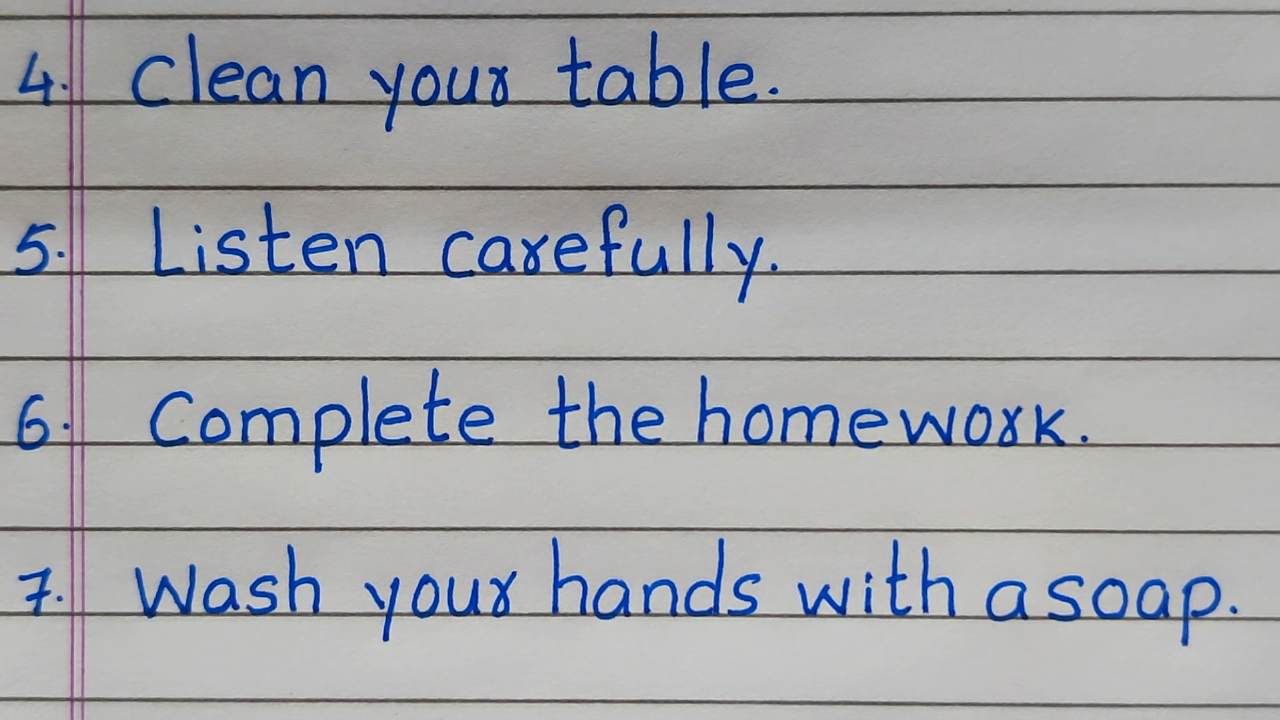 4. Clean your table.
5. Listen carefully.
6. Complete the homework.
7. Wash your hands with a soap.